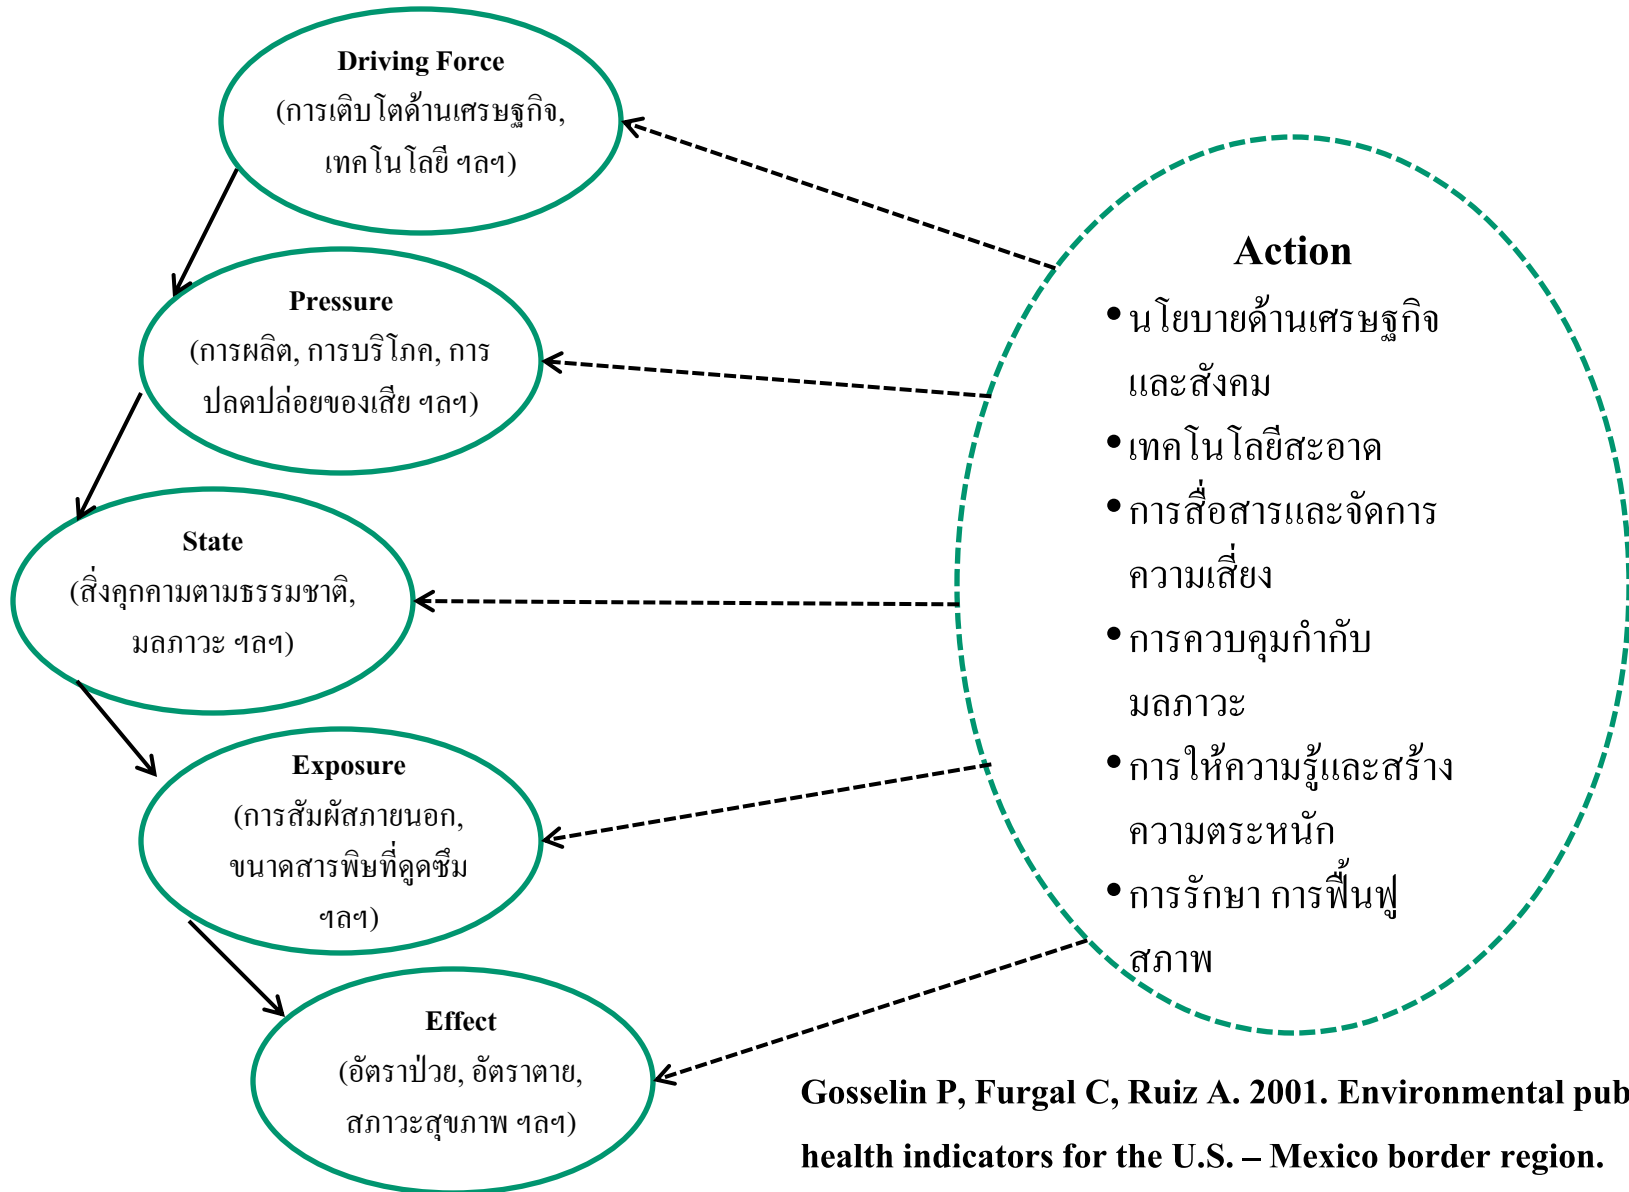 Driving Force
(การเติบโตด้านเศรษฐกิจ,
เทคโนโลยี ฯลฯ)
Pressure
(การผลิต, การบริโภค, การ
ปลดปล่อยของเสีย ฯลฯ)
State
(สิ่งคุกคามตามธรรมชาติ,
มลภาวะ ฯลฯ)
Exposure
(การสัมผัสภายนอก,
ขนาดสารพิษที่ดูดซึม
ฯลฯ)
Effect
(อัตราป่วย, อัตราตาย,
สภาวะสุขภาพ ฯลฯ)
Action
•นโยบายด้านเศรษฐกิจ
และสังคม
•เทคโนโลยีสะอาด
•การสื่อสารและจัดการ
ความเสี่ยง
•การควบคุมกำกับ
มลภาวะ
•การให้ความรู้และสร้าง
ความตระหนัก
•การรักษา การฟื้นฟู
สภาพ
Gosselin P, Furgal C, Ruiz A. 2001. Environmental pub
health indicators for the U.S. – Mexico border region.